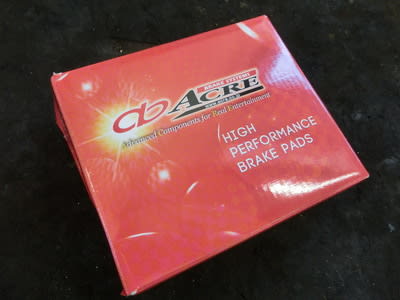 BRAKE SYSTEMS
ACRE
Advanced Components for Real Entertainment
HIGH
PERFORMANCE
BRAKE PADS